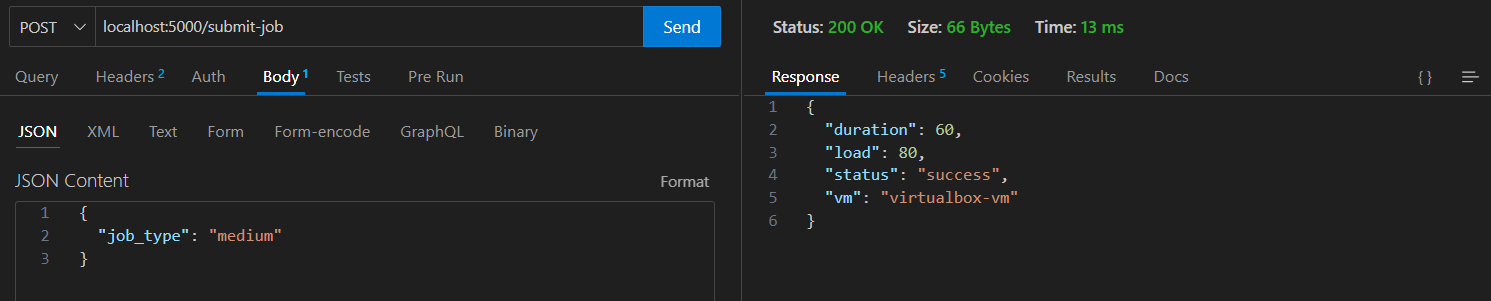 POST localhost:5000/submit-job Send
Query Headers 2 Auth Body 1 Tests Pre Run
JSON XML Text Form Form-encode GraphQL Binary
JSON Content Format
1 {
2 "job_type": "medium"
3 }
Status: 200 OK Size: 66 Bytes Time: 13 ms
Response Headers 5 Cookies Results Docs { }
1 {
2 "duration": 60,
3 "load": 80,
4 "status": "success",
5 "vm": "virtualbox-vm"
6 }